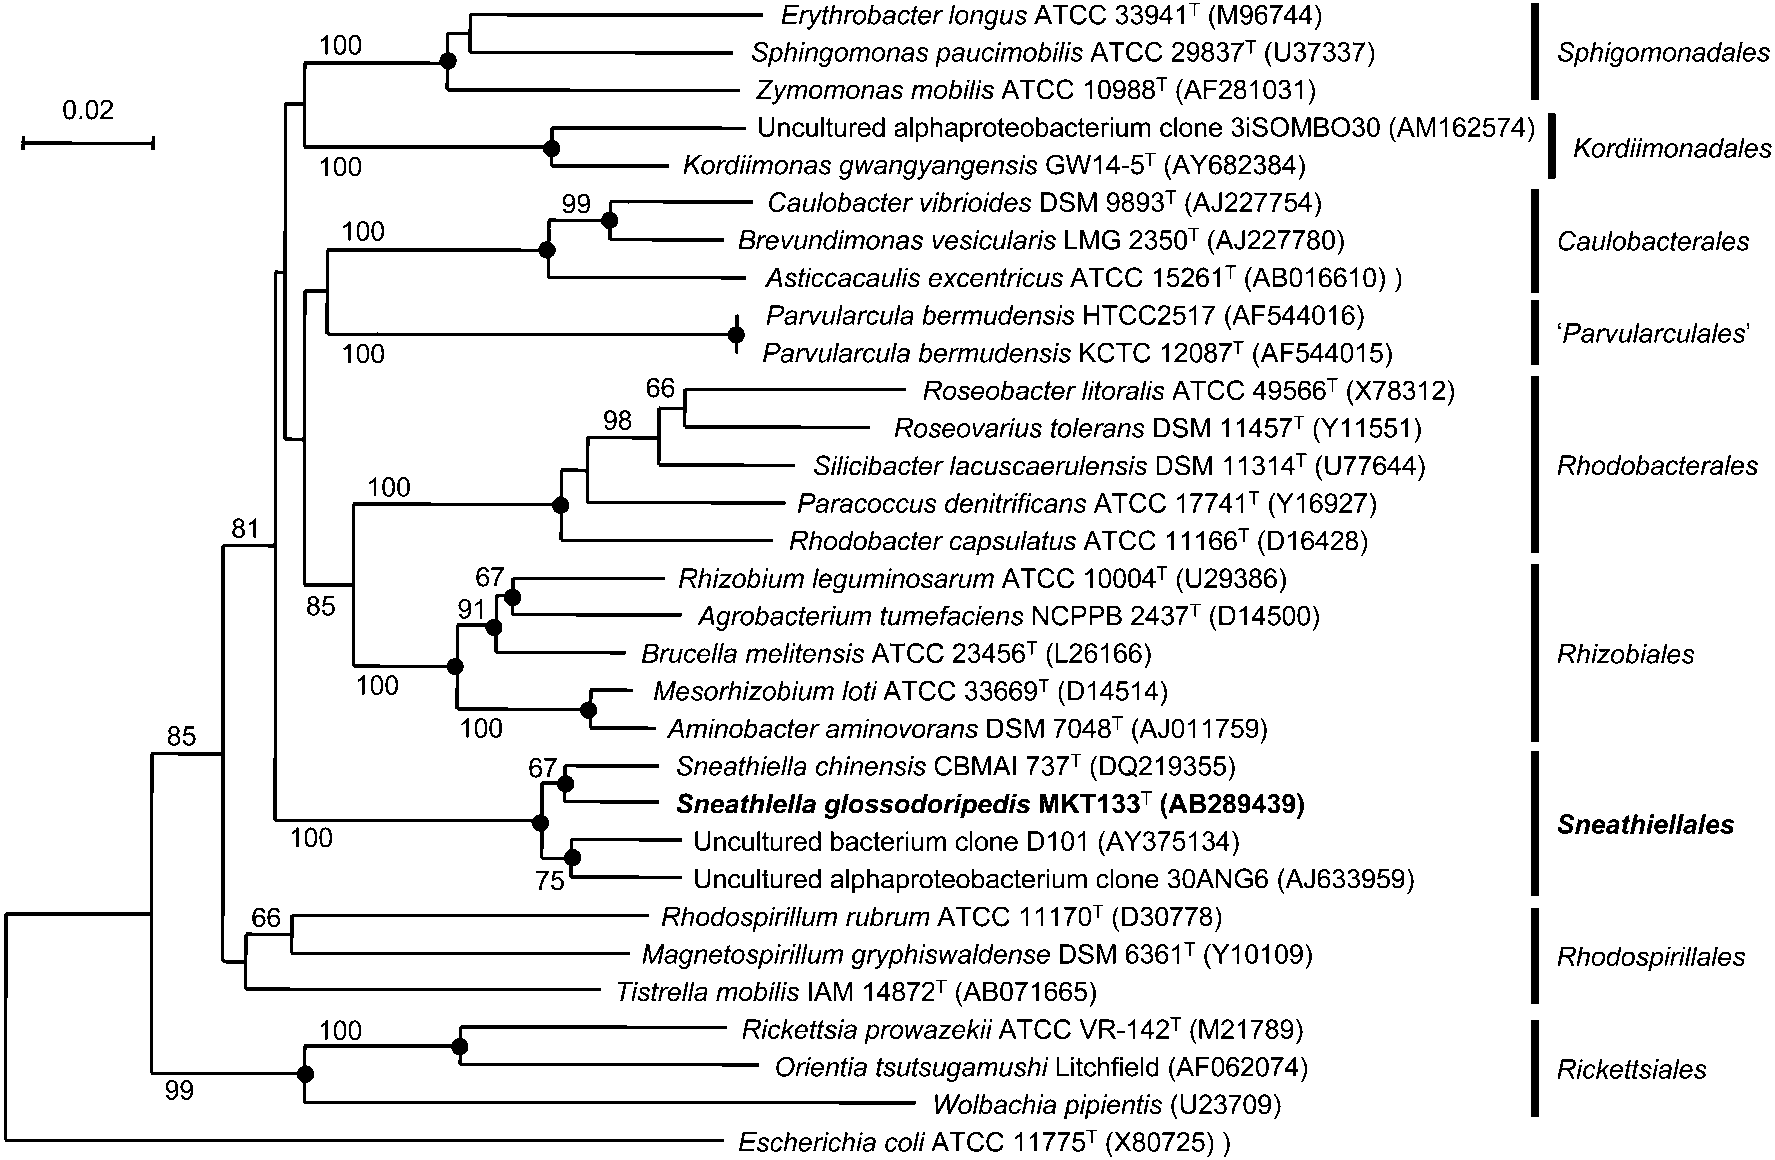 Erythrobacter longus ATCC 33941T (M96744)
100
Sphingomonas paucimobilis ATCC 29837T (U37337)
Sphigomonadales
Zymomonas mobilis ATCC 10988T (AF281031)
0.02
Uncultured alphaproteobacterium clone 3iSOMBO30 (AM162574)
Kordiimonadales
100
Kordiimonas gwangyangensis GW14-5T (AY682384)
99
Caulobacter vibrioides DSM 9893T (AJ227754)
100
Brevundimonas vesicularis LMG 2350T (AJ227780)
Caulobacterales
Asticcacaulis excentricus ATCC 15261T (AB016610) )
Parvularcula bermudensis HTCC2517 (AF544016)
‘Parvularculales’
100
Parvularcula bermudensis KCTC 12087T (AF544015)
66
Roseobacter litoralis ATCC 49566T (X78312)
98
Roseovarius tolerans DSM 11457T (Y11551)
Silicibacter lacuscaerulensis DSM 11314T (U77644)
Rhodobacterales
100
Paracoccus denitrificans ATCC 17741T (Y16927)
81
Rhodobacter capsulatus ATCC 11166T (D16428)
67
Rhizobium leguminosarum ATCC 10004T (U29386)
85
91
Agrobacterium tumefaciens NCPPB 2437T (D14500)
Brucella melitensis ATCC 23456T (L26166)
Rhizobiales
100
Mesorhizobium loti ATCC 33669T (D14514)
100
Aminobacter aminovorans DSM 7048T (AJ011759)
85
67
Sneathiella chinensis CBMAI 737T (DQ219355)
Sneathlella glossodoripedis MKT133T (AB289439)
Sneathiellales
100
Uncultured bacterium clone D101 (AY375134)
75
Uncultured alphaproteobacterium clone 30ANG6 (AJ633959)
66
Rhodospirillum rubrum ATCC 11170T (D30778)
Magnetospirillum gryphiswaldense DSM 6361T (Y10109)
Rhodospirillales
Tistrella mobilis IAM 14872T (AB071665)
100
Rickettsia prowazekii ATCC VR-142T (M21789)
Orientia tsutsugamushi Litchfield (AF062074)
Rickettsiales
99
Wolbachia pipientis (U23709)
Escherichia coli ATCC 11775T (X80725) )